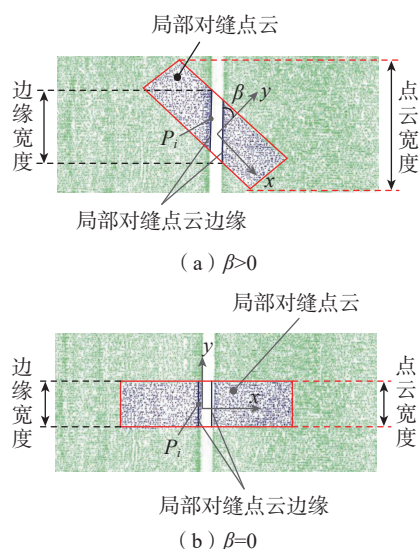 局部对缝点云
边缘宽度
点云宽度
β
y
P_i
x
局部对缝点云边缘
（a）β>0
局部对缝点云
边缘宽度
点云宽度
y
x
P_i
局部对缝点云边缘
（b）β=0